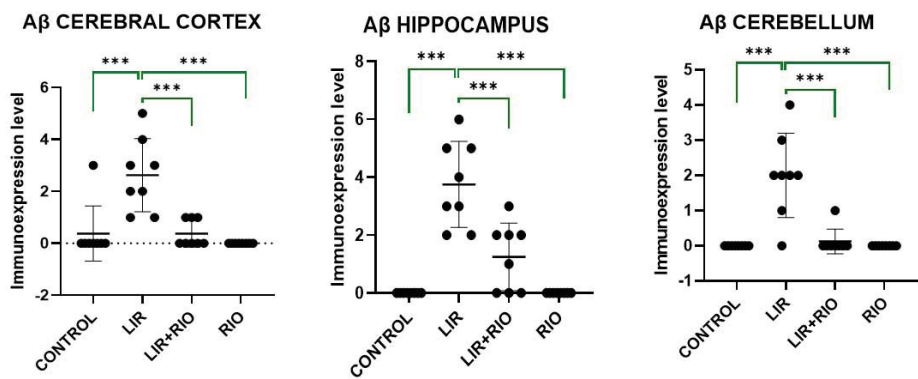 Aβ CEREBRAL CORTEX
Immunoexpression level
6
4
2
0
-2
***
***
***
CONTROL
LIR
LIR+RIO
RIO
Aβ HIPPOCAMPUS
Immunoexpression level
8
6
4
2
0
***
***
***
CONTROL
LIR
LIR+RIO
RIO
Aβ CEREBELLUM
Immunoexpression level
5
4
3
2
1
0
-1
***
***
***
CONTROL
LIR
LIR+RIO
RIO